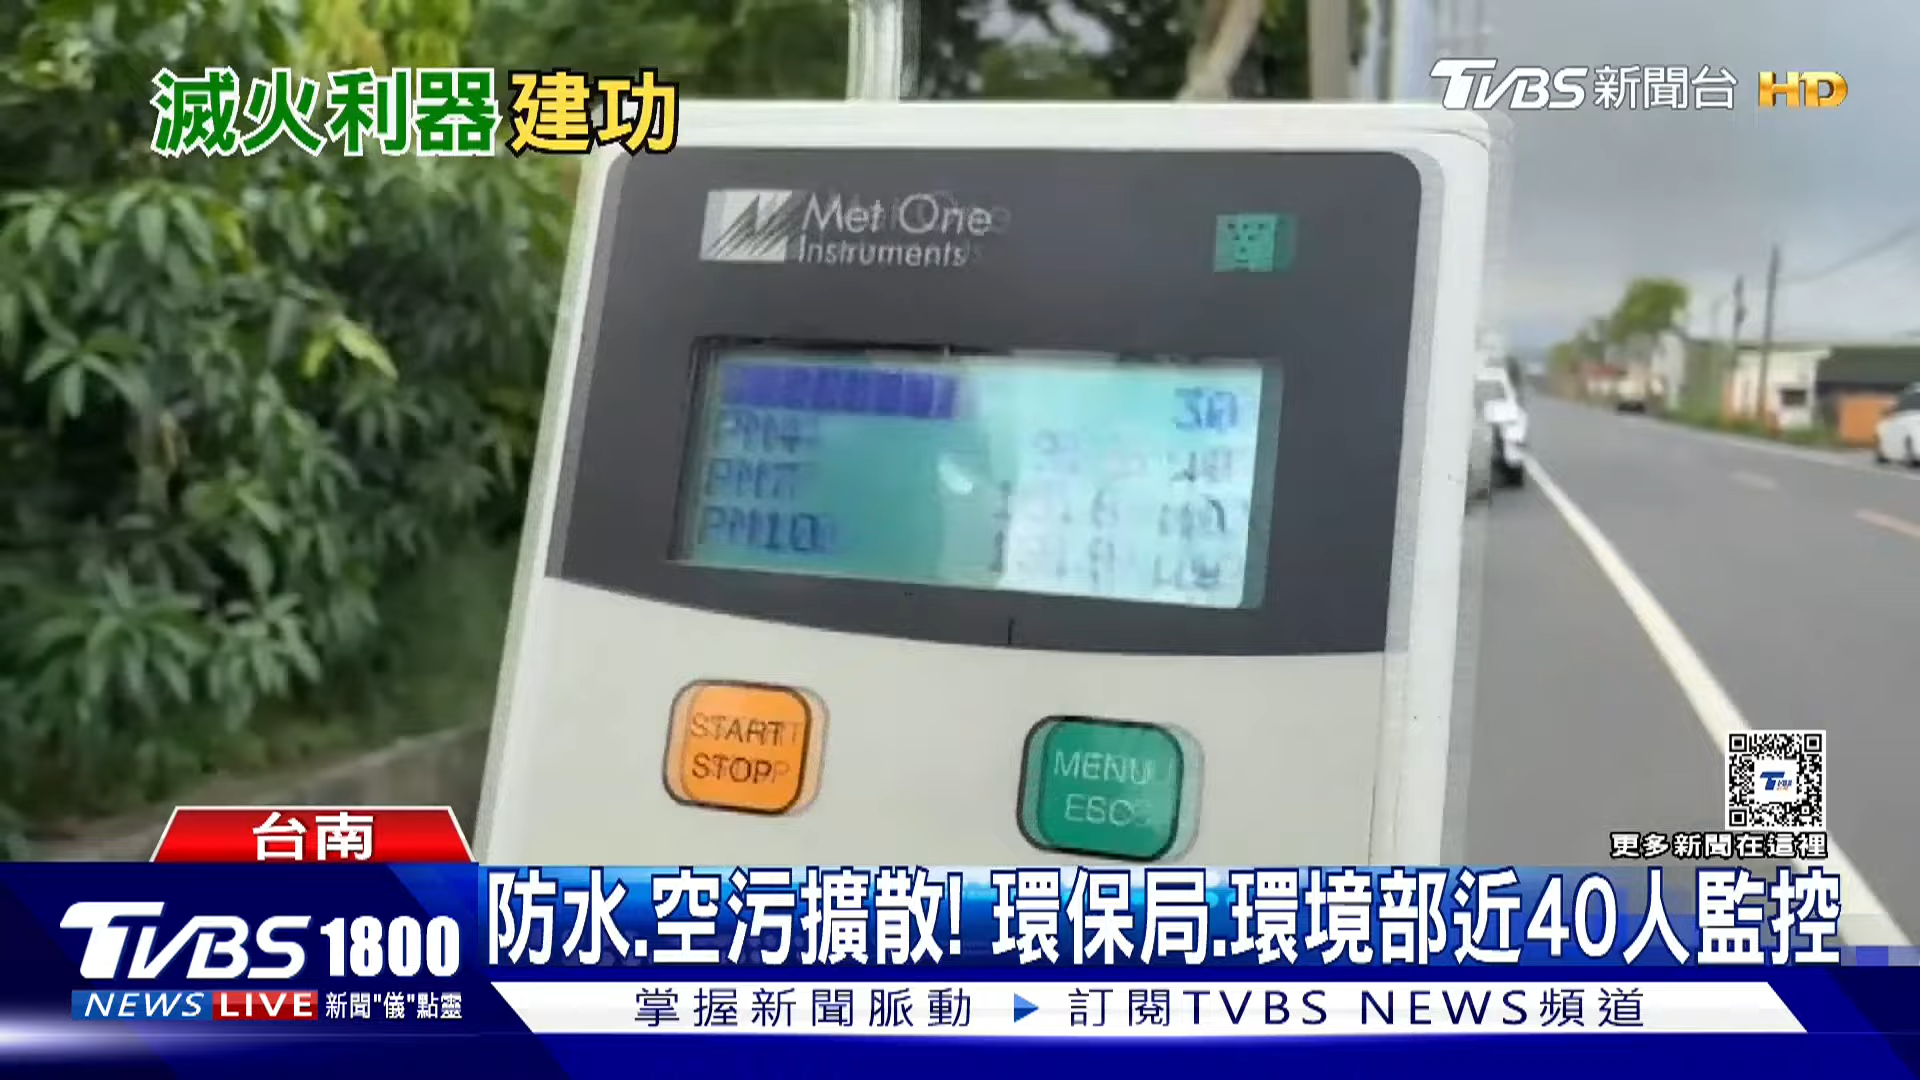 滅火利器建功
TVBS新聞台 HD
Met One
Instruments
PM10
START
STOP
MENU
ESC
更多新聞在這裡
台南
防水.空污擴散! 環保局.環境部近40人監控
TVBS 1800
NEWS LIVE 新聞"儀"點靈
掌握新聞脈動 ▶ 訂閱TVBS NEWS頻道